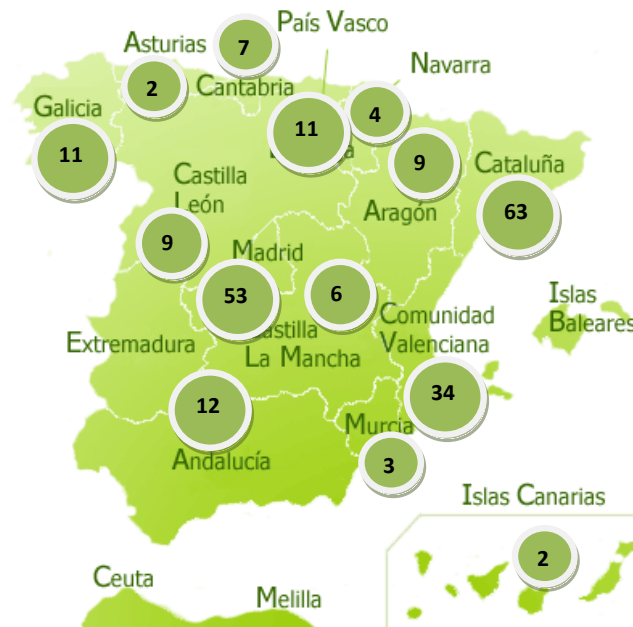 País Vasco
Asturias
7
Navarra
2
Cantabria
Galicia
4
11
11
9
Cataluña
Castilla
León
Aragón
63
9
Madrid
53
6
Islas
Baleares
Comunidad
Valenciana
Extremadura
La Mancha
34
12
Murcia
Andalucía
3
Islas Canarias
2
Ceuta
Melilla